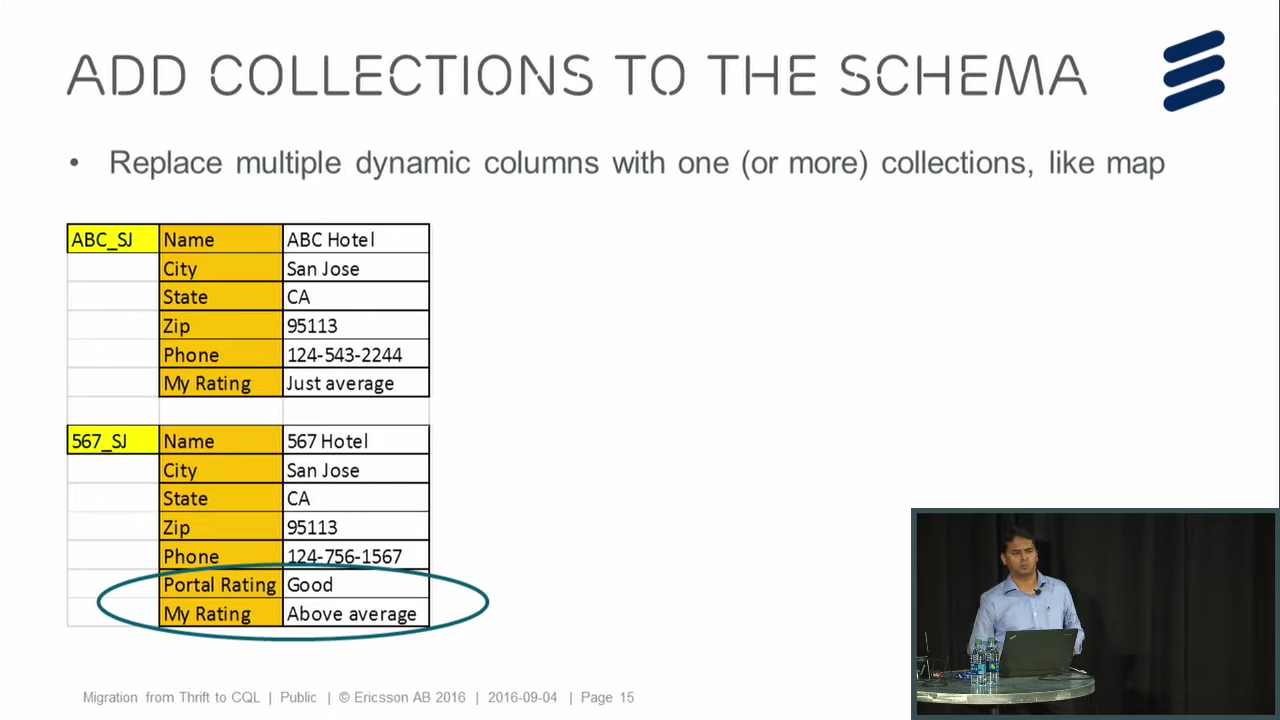 ADD COLLECTIONS TO THE SCHEMA
• Replace multiple dynamic columns with one (or more) collections, like map
ABC_SJ Name ABC Hotel
City San Jose
State CA
Zip 95113
Phone 124-543-2244
My Rating Just average
567_SJ Name 567 Hotel
City San Jose
State CA
Zip 95113
Phone 124-756-1567
Portal Rating Good
My Rating Above average
Migration from Thrift to CQL | Public | © Ericsson AB 2016 | 2016-09-04 | Page 15